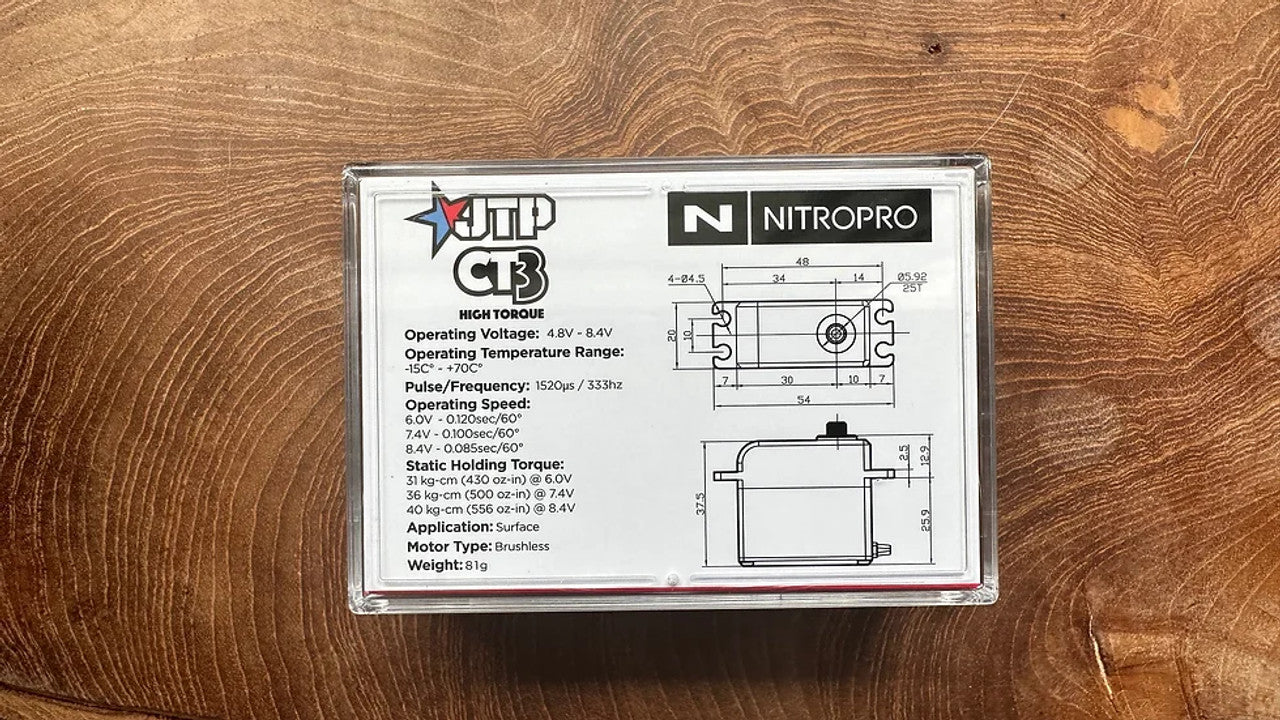 JTP
CT3
HIGH TORQUE
Operating Voltage: 4.8V - 8.4V
Operating Temperature Range:
-15C° - +70C°
Pulse/Frequency: 1520µs / 333hz
Operating Speed:
6.0V - 0.120sec/60°
7.4V - 0.100sec/60°
8.4V - 0.085sec/60°
Static Holding Torque:
31 kg-cm (430 oz-in) @ 6.0V
36 kg-cm (500 oz-in) @ 7.4V
40 kg-cm (556 oz-in) @ 8.4V
Application: Surface
Motor Type: Brushless
Weight: 81g
N NITROPRO
48
34 14
4-Ø4.5
Ø5.92
25T
20
10
7 30 10 7
54
2.5
12.9
37.5
25.9